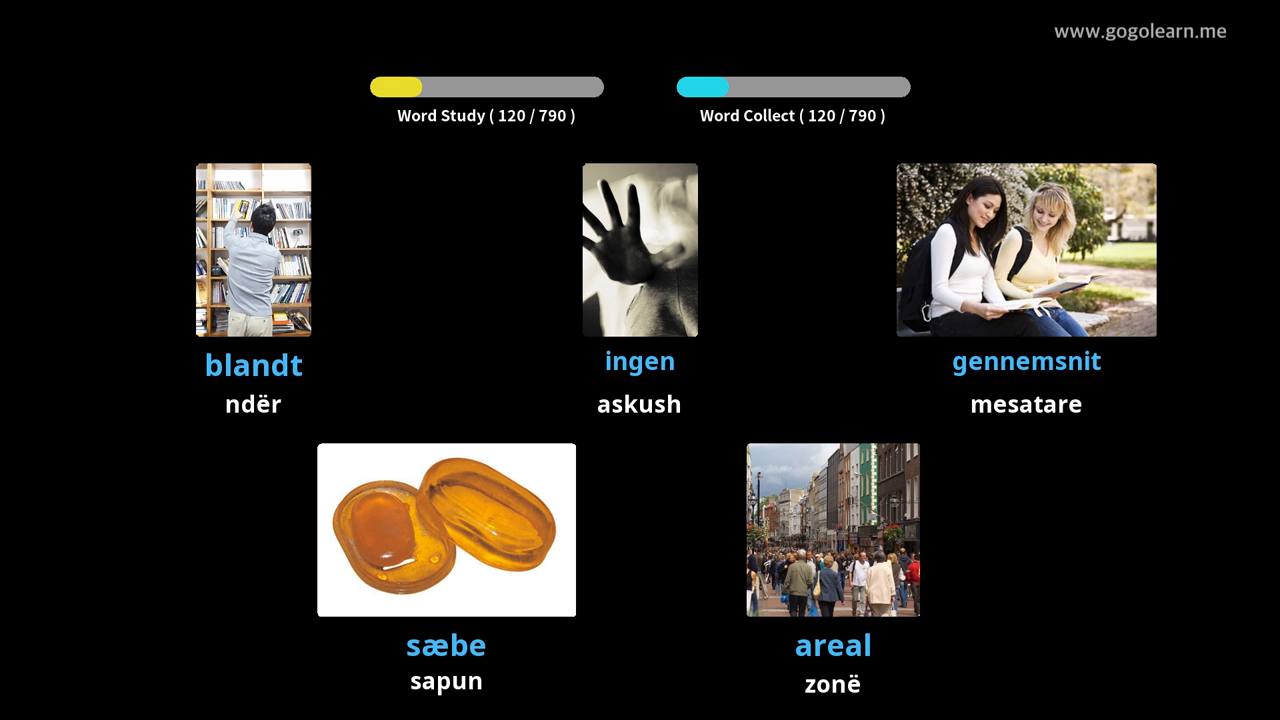 www.gogolearn.me
Word Study ( 120 / 790 )
Word Collect ( 120 / 790 )
blandt
ndër
ingen
askush
gennemsnit
mesatare
sæbe
sapun
areal
zonë